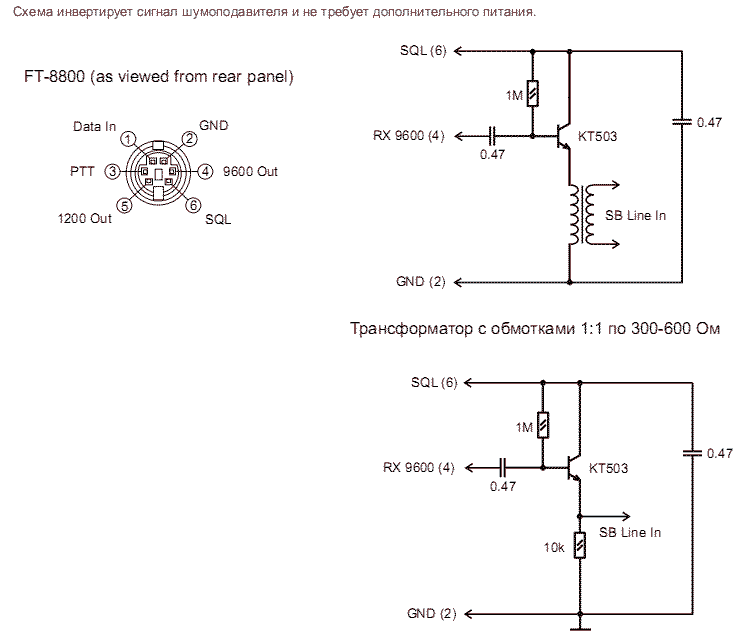 Схема инвертирует сигнал шумоподавителя и не требует дополнительного питания.
FT-8800 (as viewed from rear panel)
Data In
GND
1
2
PTT
3
4
9600 Out
5
6
1200 Out
SQL
SQL (6)
1M
0.47
RX 9600 (4)
KT503
0.47
SB Line In
GND (2)
Трансформатор с обмотками 1:1 по 300-600 Ом
SQL (6)
1M
0.47
RX 9600 (4)
KT503
0.47
SB Line In
10k
GND (2)